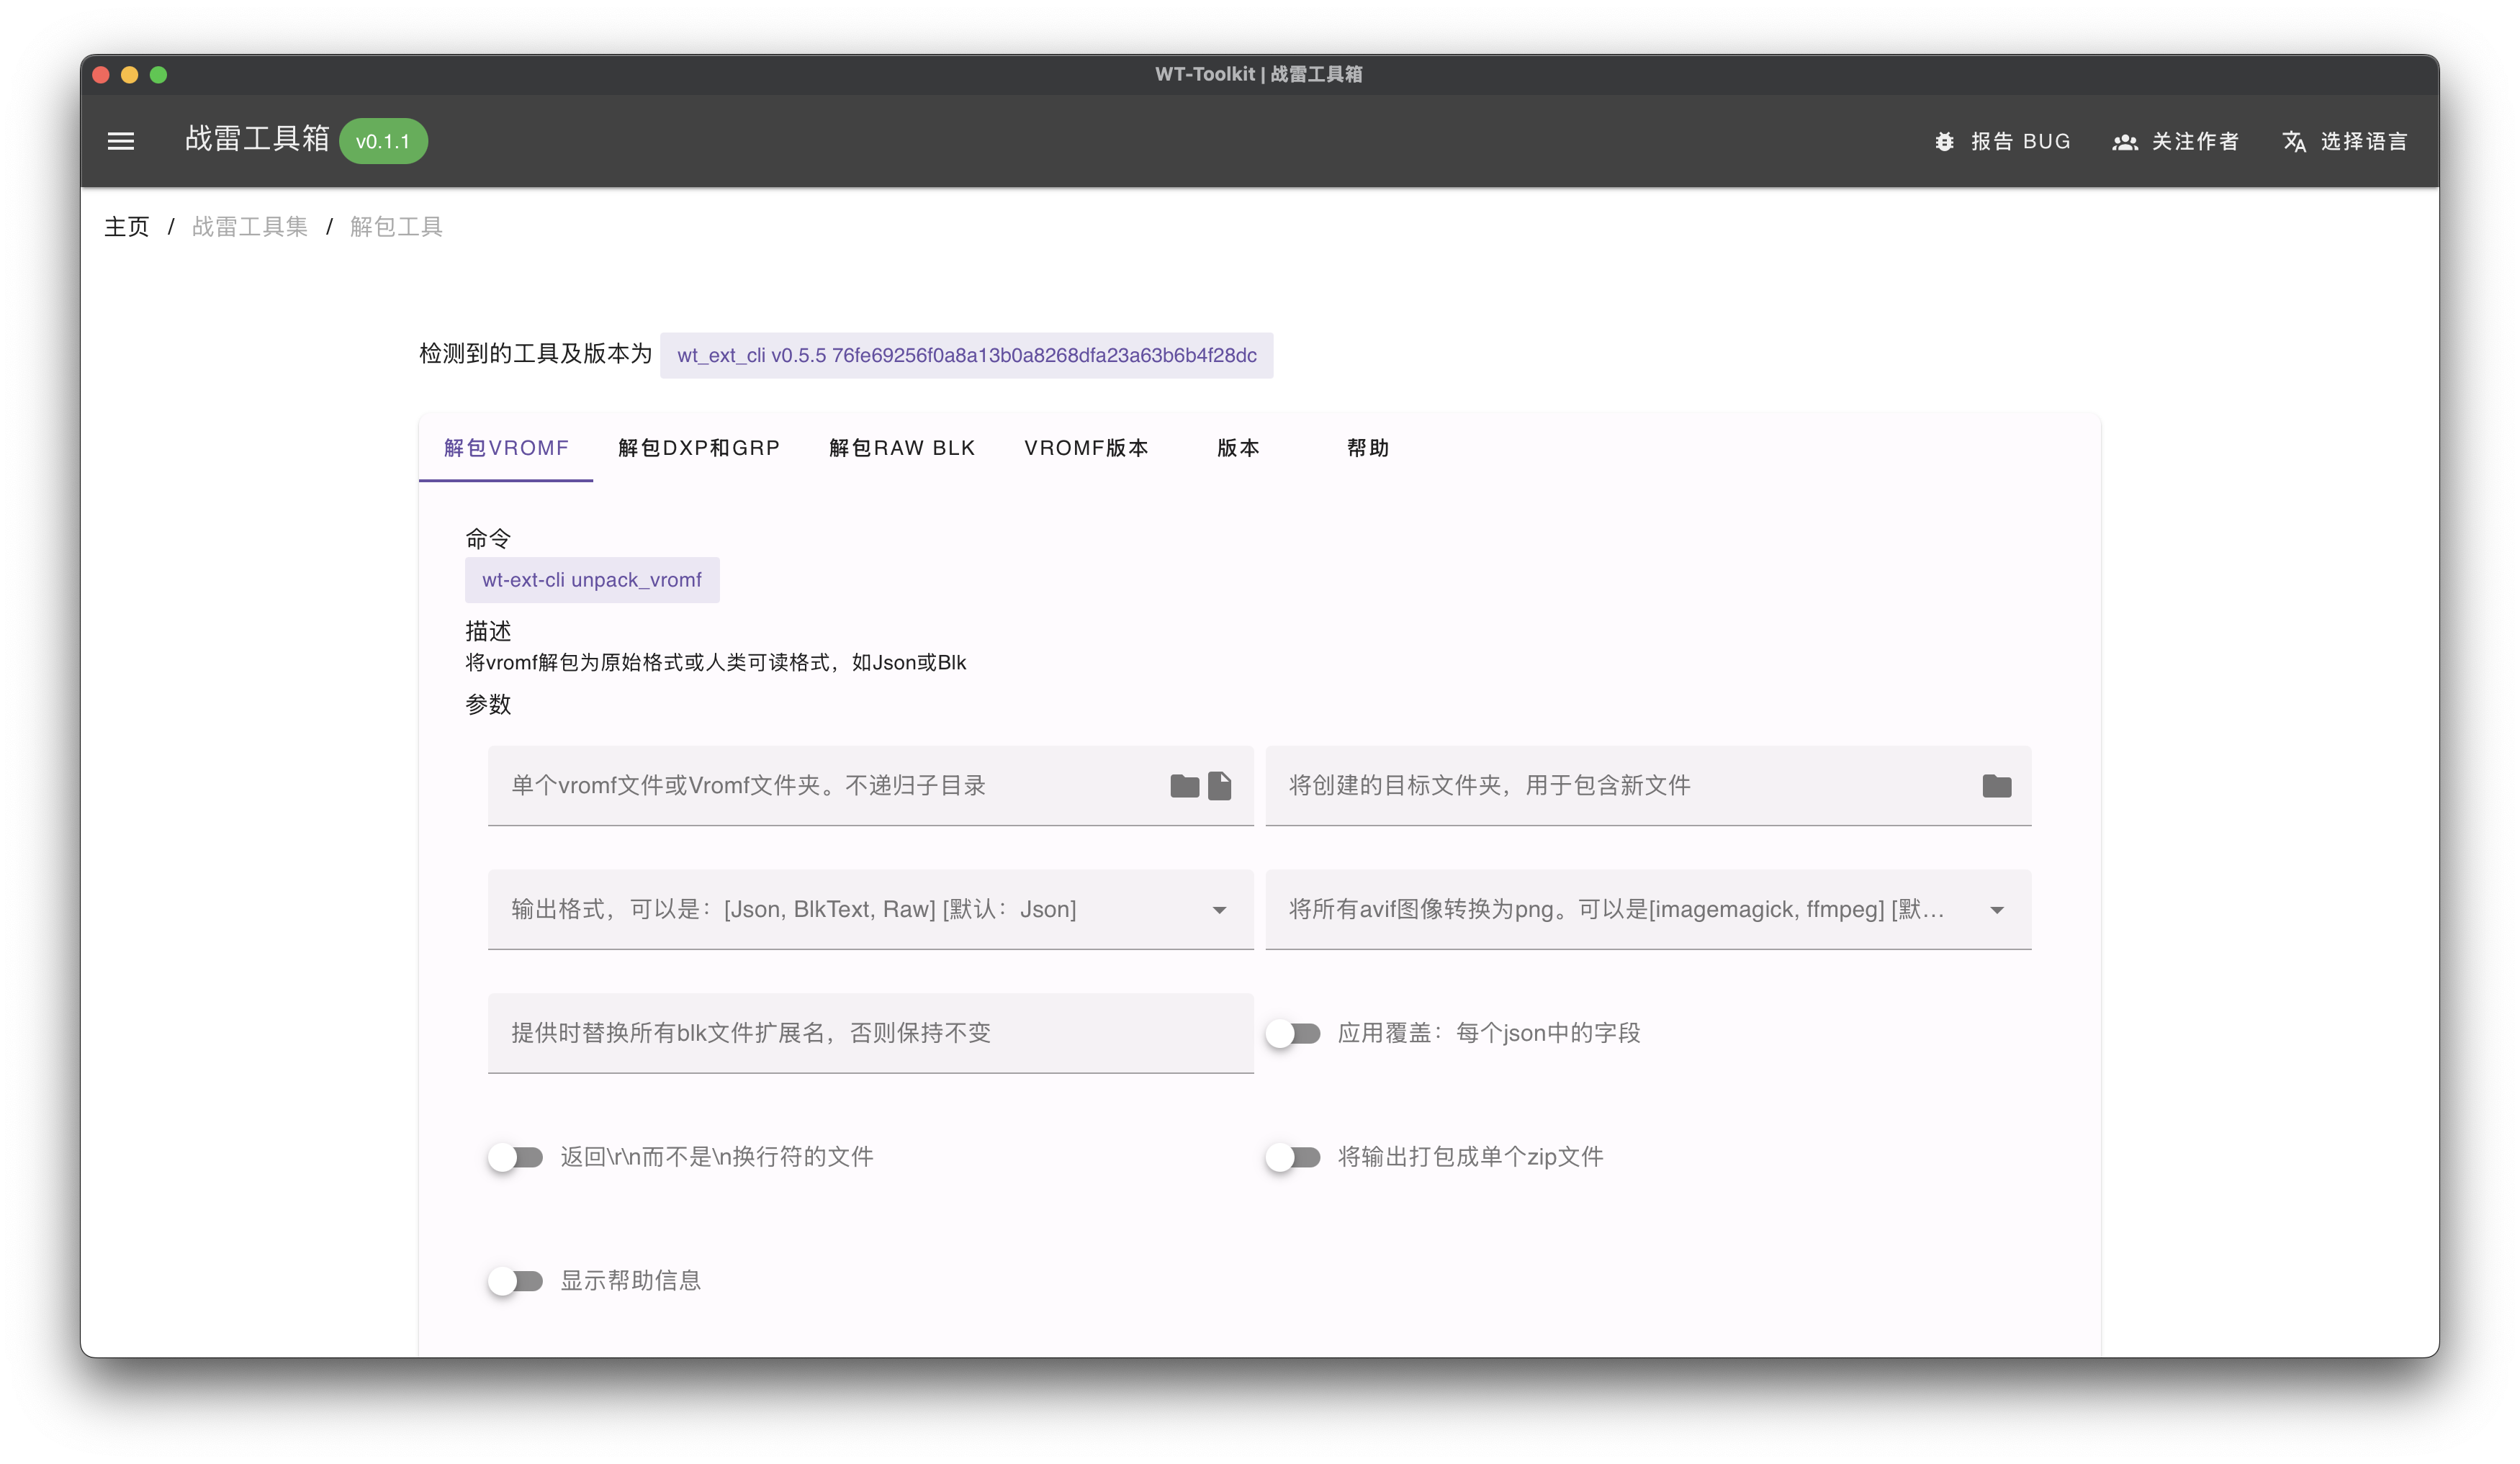 WT-Toolkit | 战雷工具箱
战雷工具箱 v0.1.1 报告 BUG 关注作者 选择语言
主页 / 战雷工具集 / 解包工具
检测到的工具及版本为 wt_ext_cli v0.5.5 76fe69256f0a8a13b0a8268dfa23a63b6b4f28dc
解包VROMF 解包DXP和GRP 解包RAW BLK VROMF版本 版本 帮助
命令
wt-ext-cli unpack_vromf
描述
将vromf解包为原始格式或人类可读格式，如Json或Blk
参数
单个vromf文件或Vromf文件夹。不递归子目录 将创建的目标文件夹，用于包含新文件
输出格式，可以是：[Json, BlkText, Raw] [默认：Json] 将所有avif图像转换为png。可以是[imagemagick, ffmpeg] [默…
提供时替换所有blk文件扩展名，否则保持不变 应用覆盖：每个json中的字段
返回\r\n而不是\n换行符的文件 将输出打包成单个zip文件
显示帮助信息